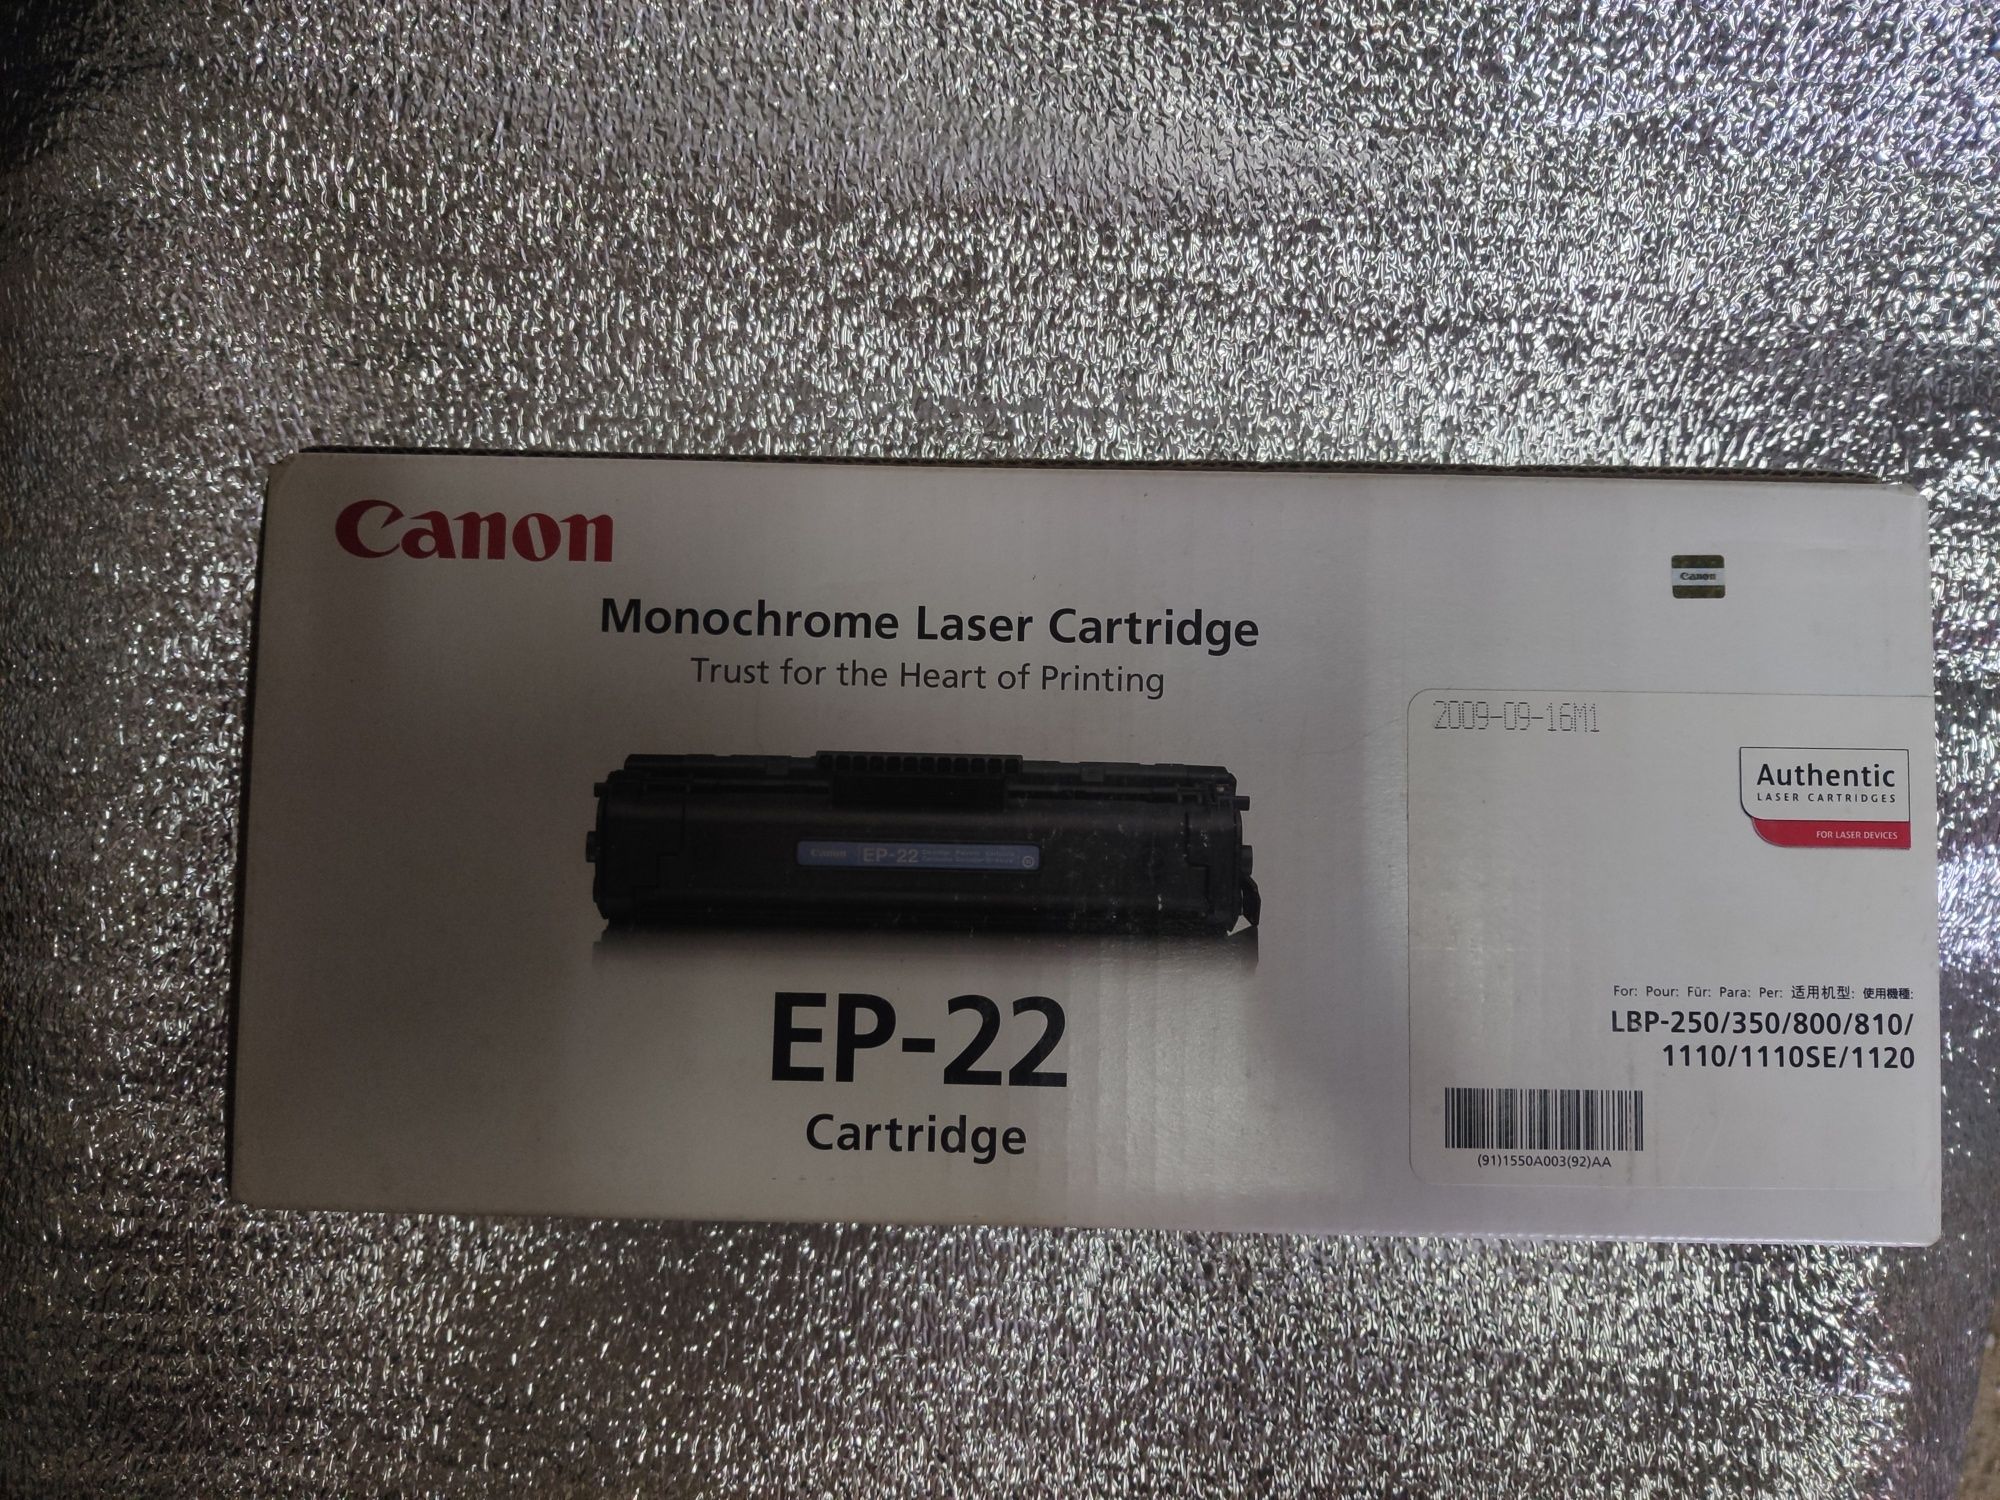 Canon
Canon
Monochrome Laser Cartridge
Trust for the Heart of Printing
2009-09-16M1
Authentic
LASER CARTRIDGES
FOR LASER DEVICES
Canon EP-22
EP-22
Cartridge
For: Pour: Für: Para: Per: 适用机型: 使用機種:
LBP-250/350/800/810/
1110/1110SE/1120
(91)1550A003(92)AA